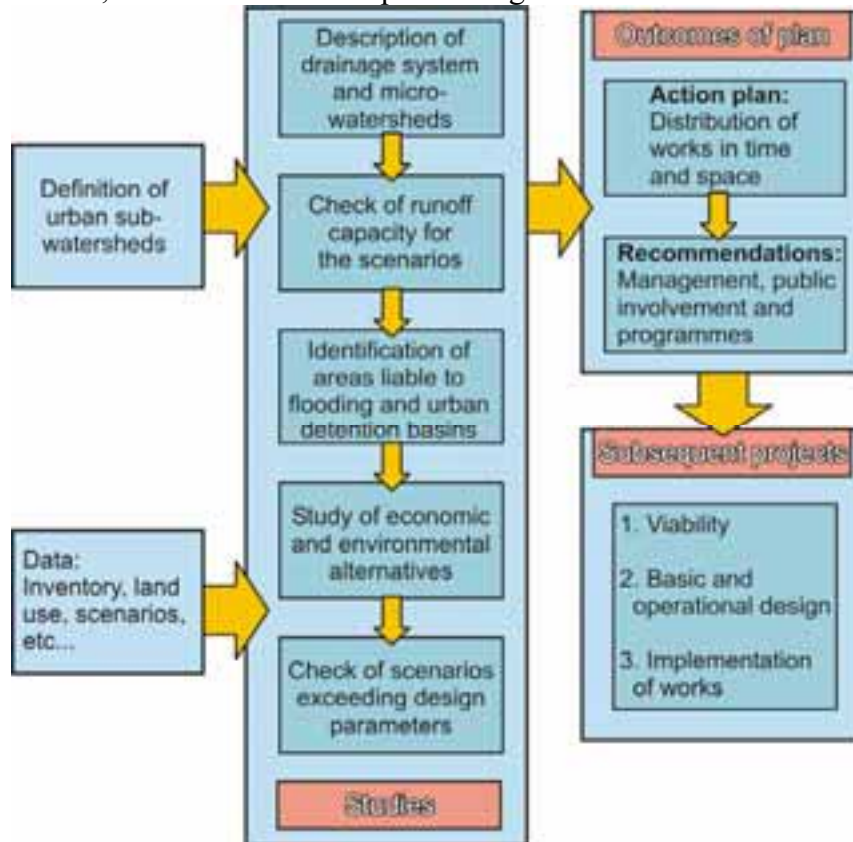 Definition of
urban sub-
watersheds
Data:
Inventory, land
use, scenarios,
etc...
Description of
drainage system
and micro-
watersheds
Check of runoff
capacity for
the scenarios
Identification of
areas liable to
flooding and urban
detention basins
Study of economic
and environmental
alternatives
Check of scenarios
exceeding design
parameters
Studies
Outcomes of plan
Action plan:
Distribution of
works in time
and space
Recommendations:
Management, public
involvement and
programmes
Subsequent projects
1. Viability
2. Basic and
operational design
3. Implementation
of works